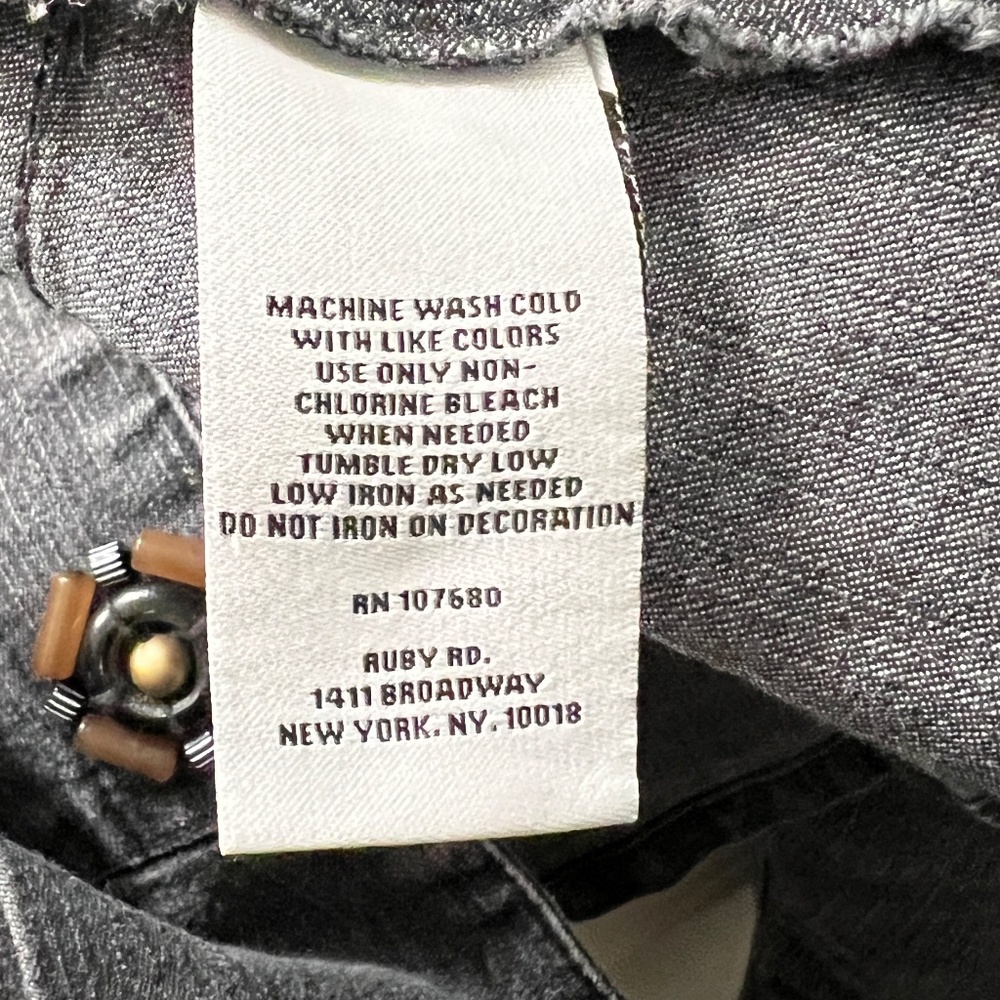 MACHINE WASH COLD
WITH LIKE COLORS
USE ONLY NON-
CHLORINE BLEACH
WHEN NEEDED
TUMBLE DRY LOW
LOW IRON AS NEEDED
DO NOT IRON ON DECORATION
RN 107680
RUBY RD.
1411 BROADWAY
NEW YORK. NY. 10018